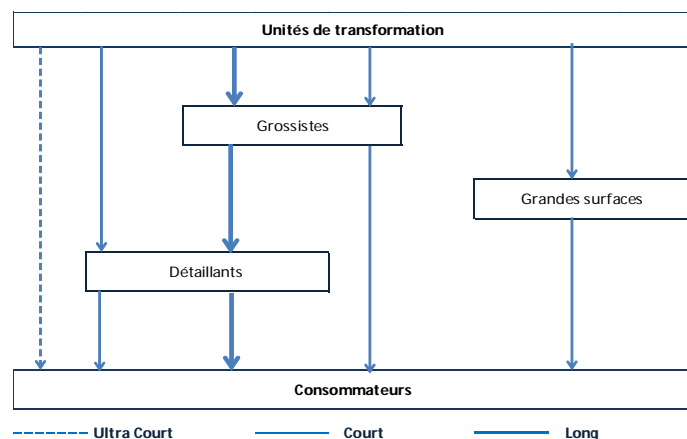 Unités de transformation
Grossistes
Grandes surfaces
Détaillants
Consommateurs
Ultra Court Court Long